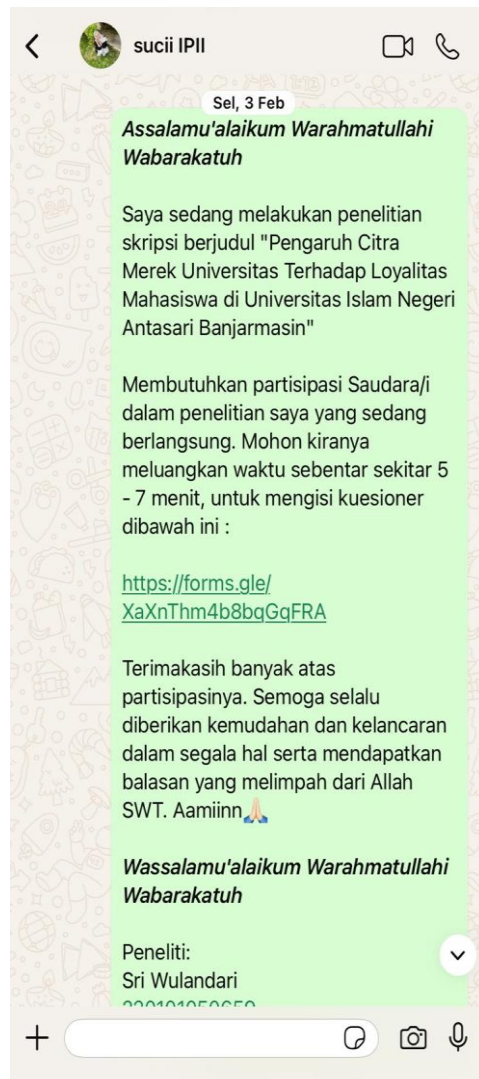 sucii IPII
Sel, 3 Feb
Assalamu'alaikum Warahmatullahi
Wabarakatuh
Saya sedang melakukan penelitian
skripsi berjudul "Pengaruh Citra
Merek Universitas Terhadap Loyalitas
Mahasiswa di Universitas Islam Negeri
Antasari Banjarmasin"
Membutuhkan partisipasi Saudara/i
dalam penelitian saya yang sedang
berlangsung. Mohon kiranya
meluangkan waktu sebentar sekitar 5
- 7 menit, untuk mengisi kuesioner
dibawah ini :
https://forms.gle/
XaXnThm4b8bqGqFRA
Terimakasih banyak atas
partisipasinya. Semoga selalu
diberikan kemudahan dan kelancaran
dalam segala hal serta mendapatkan
balasan yang melimpah dari Allah
SWT. Aamiinn🙏🏻
Wassalamu'alaikum Warahmatullahi
Wabarakatuh
Peneliti:
Sri Wulandari